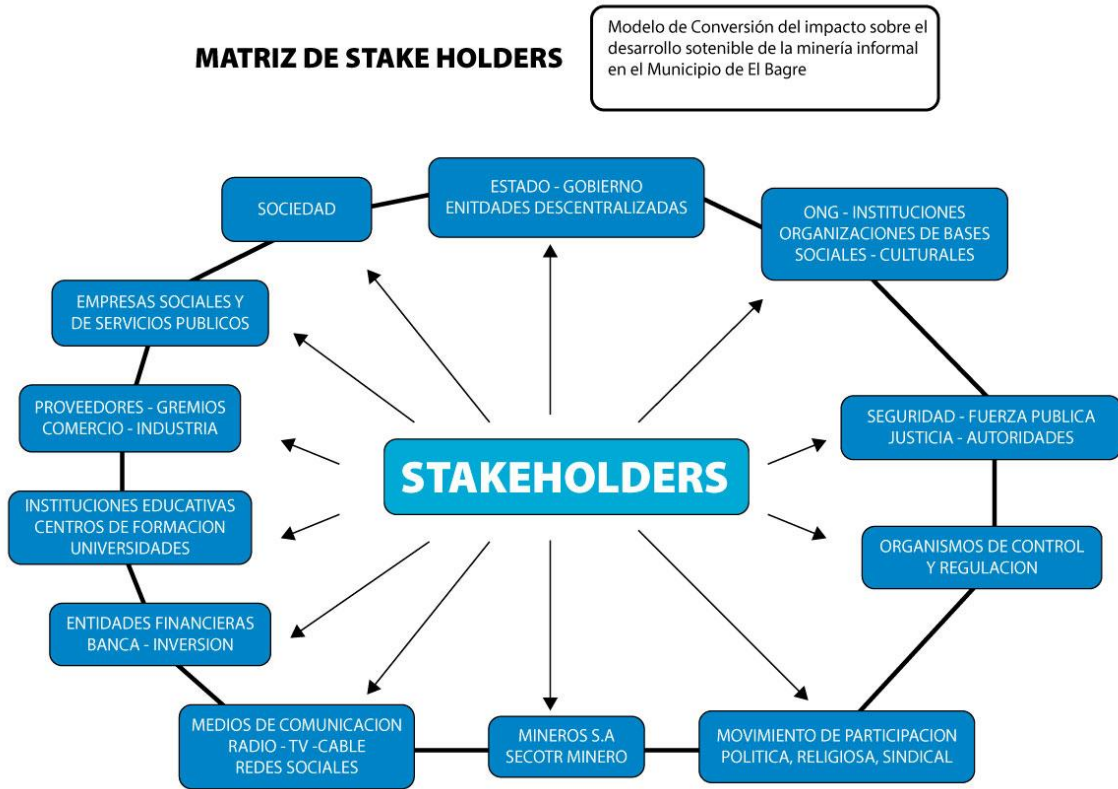 MATRIZ DE STAKE HOLDERS
Modelo de Conversión del impacto sobre el
desarrollo sotenible de la minería informal
en el Municipio de El Bagre
SOCIEDAD
ESTADO - GOBIERNO
ENITDADES DESCENTRALIZADAS
ONG - INSTITUCIONES
ORGANIZACIONES DE BASES
SOCIALES - CULTURALES
EMPRESAS SOCIALES Y
DE SERVICIOS PUBLICOS
PROVEEDORES - GREMIOS
COMERCIO - INDUSTRIA
SEGURIDAD - FUERZA PUBLICA
JUSTICIA - AUTORIDADES
STAKEHOLDERS
INSTITUCIONES EDUCATIVAS
CENTROS DE FORMACION
UNIVERSIDADES
ORGANISMOS DE CONTROL
Y REGULACION
ENTIDADES FINANCIERAS
BANCA - INVERSION
MEDIOS DE COMUNICACION
RADIO - TV -CABLE
REDES SOCIALES
MINEROS S.A
SECOTR MINERO
MOVIMIENTO DE PARTICIPACION
POLITICA, RELIGIOSA, SINDICAL